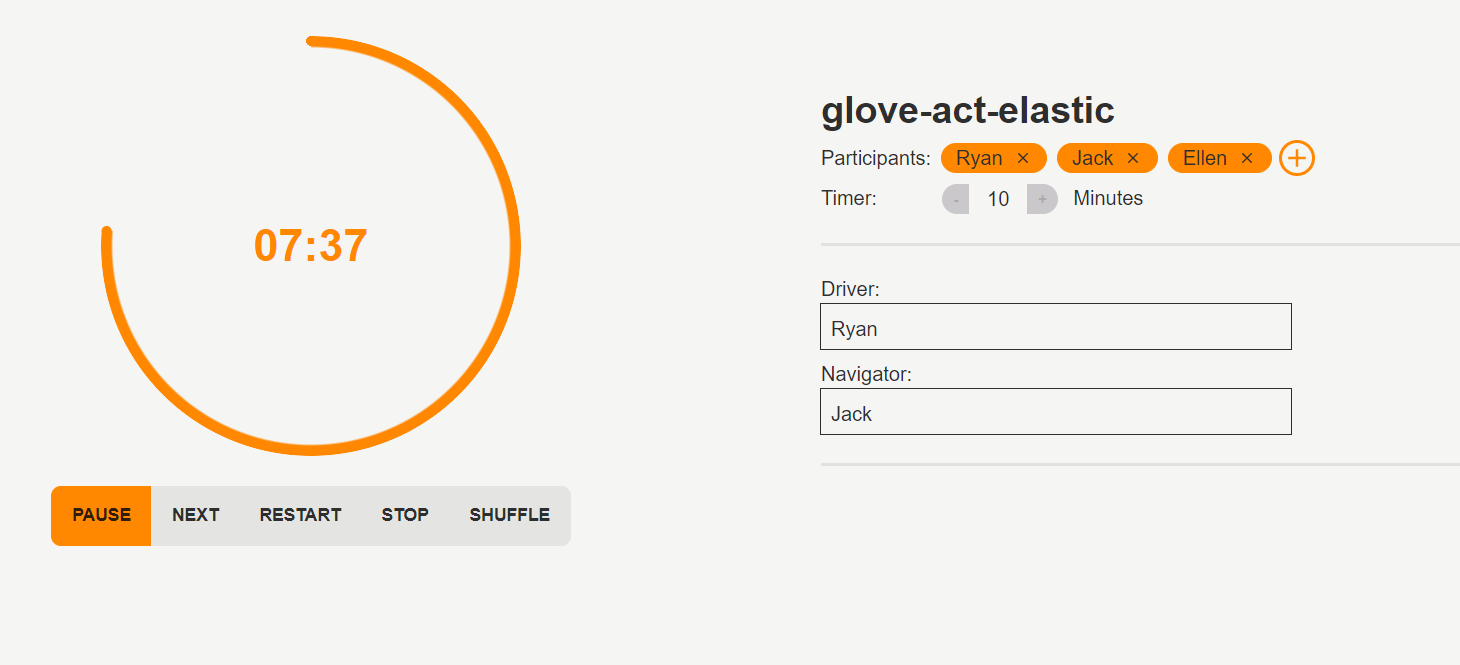 07:37
PAUSE NEXT RESTART STOP SHUFFLE
glove-act-elastic
Participants: Ryan × Jack × Ellen × +
Timer: - 10 + Minutes
Driver:
Ryan
Navigator:
Jack